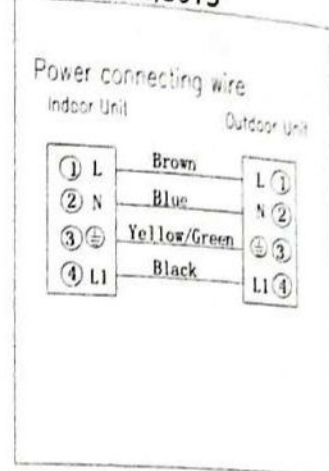 Power connecting wire
Indoor Unit
Outdoor Unit
① L Brown L ①
② N Blue N ②
③ ⏚ Yellow/Green ⏚ ③
④ L1 Black L1 ④